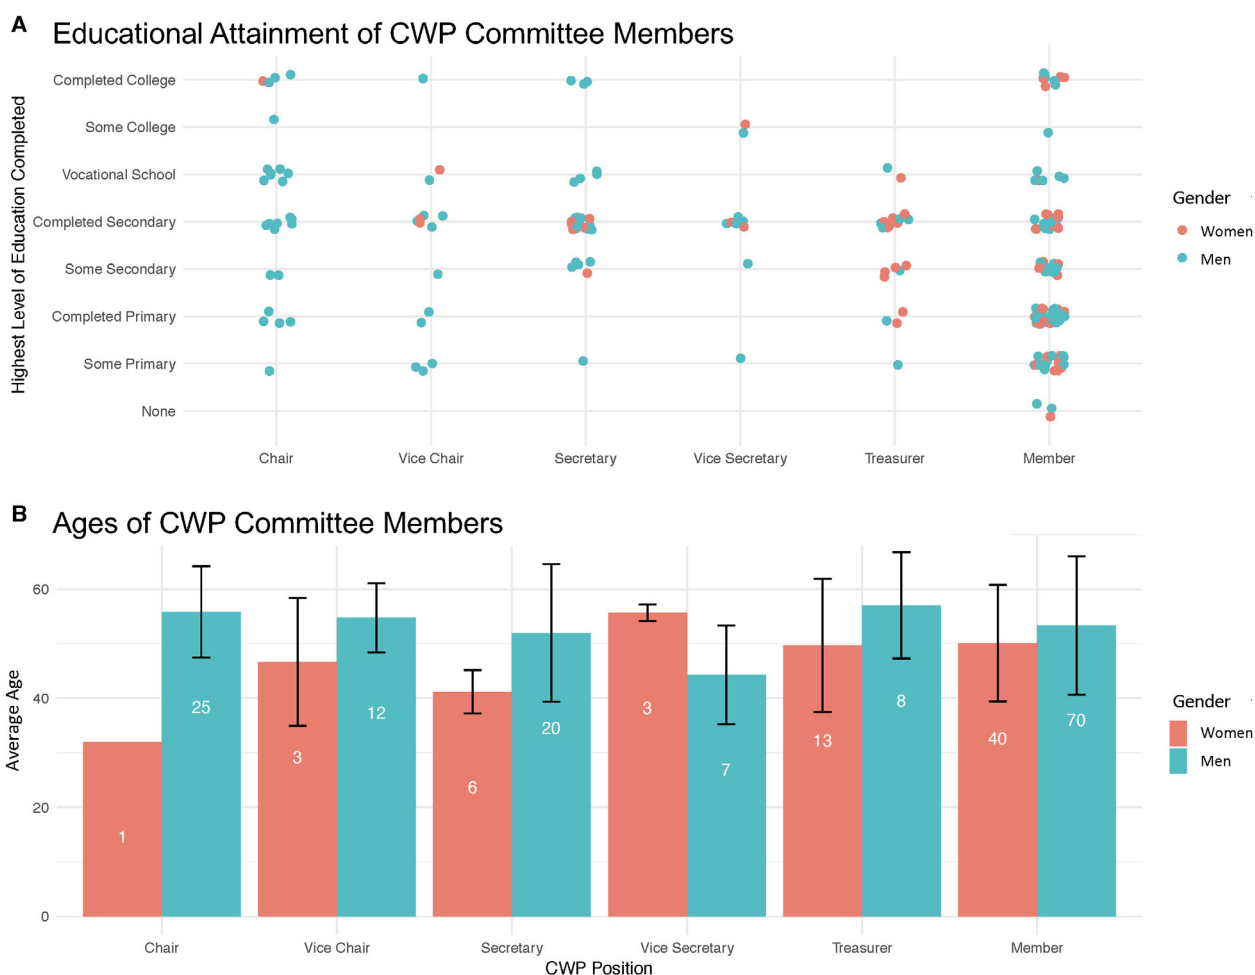 A Educational Attainment of CWP Committee Members
Highest Level of Education Completed
Completed College
Some College
Vocational School
Completed Secondary
Some Secondary
Completed Primary
Some Primary
None
Chair Vice Chair Secretary Vice Secretary Treasurer Member
Gender
Women
Men
B Ages of CWP Committee Members
Average Age
60
40
20
0
1 25 3 12 6 20 3 7 13 8 40 70
Chair Vice Chair Secretary Vice Secretary Treasurer Member
CWP Position
Gender
Women
Men